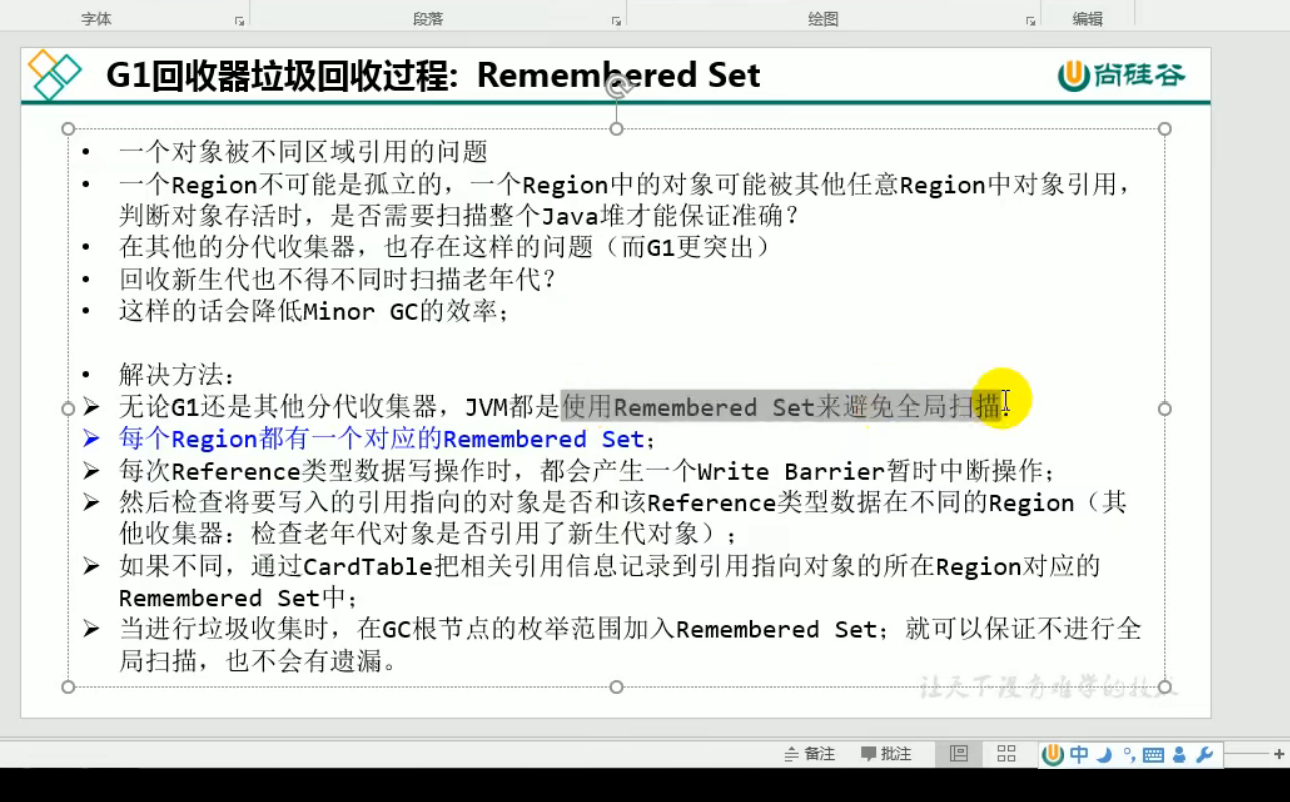 字体 段落 绘图 编辑
G1回收器垃圾回收过程: Remembered Set
尚硅谷
• 一个对象被不同区域引用的问题
• 一个Region不可能是孤立的，一个Region中的对象可能被其他任意Region中对象引用，
判断对象存活时，是否需要扫描整个Java堆才能保证准确？
• 在其他的分代收集器，也存在这样的问题（而G1更突出）
• 回收新生代也不得不同时扫描老年代？
• 这样的话会降低Minor GC的效率；
• 解决方法：
➢ 无论G1还是其他分代收集器，JVM都是使用Remembered Set来避免全局扫描：
➢ 每个Region都有一个对应的Remembered Set；
➢ 每次Reference类型数据写操作时，都会产生一个Write Barrier暂时中断操作；
➢ 然后检查将要写入的引用指向的对象是否和该Reference类型数据在不同的Region（其
他收集器：检查老年代对象是否引用了新生代对象）；
➢ 如果不同，通过CardTable把相关引用信息记录到引用指向对象的所在Region对应的
Remembered Set中；
➢ 当进行垃圾收集时，在GC根节点的枚举范围加入Remembered Set；就可以保证不进行全
局扫描，也不会有遗漏。
让天下没有难学的技术
备注 批注 中